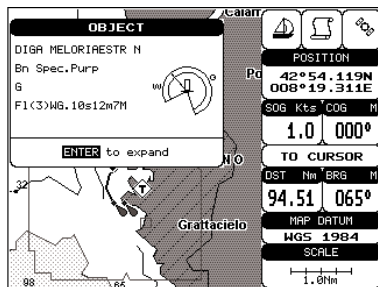 OBJECT
DIGA MELORIAESTR N
Bn Spec.Purp
G
Fl(3)WG.10s12m7M
W
G
ENTER to expand
POSITION
42°54.119N
008°19.311E
SOG Kts COG M
1.0 000°
TO CURSOR
DST Nm BRG M
94.51 065°
MAP DATUM
WGS 1984
SCALE
1.0Nm
32
T
Grattacielo
98
65